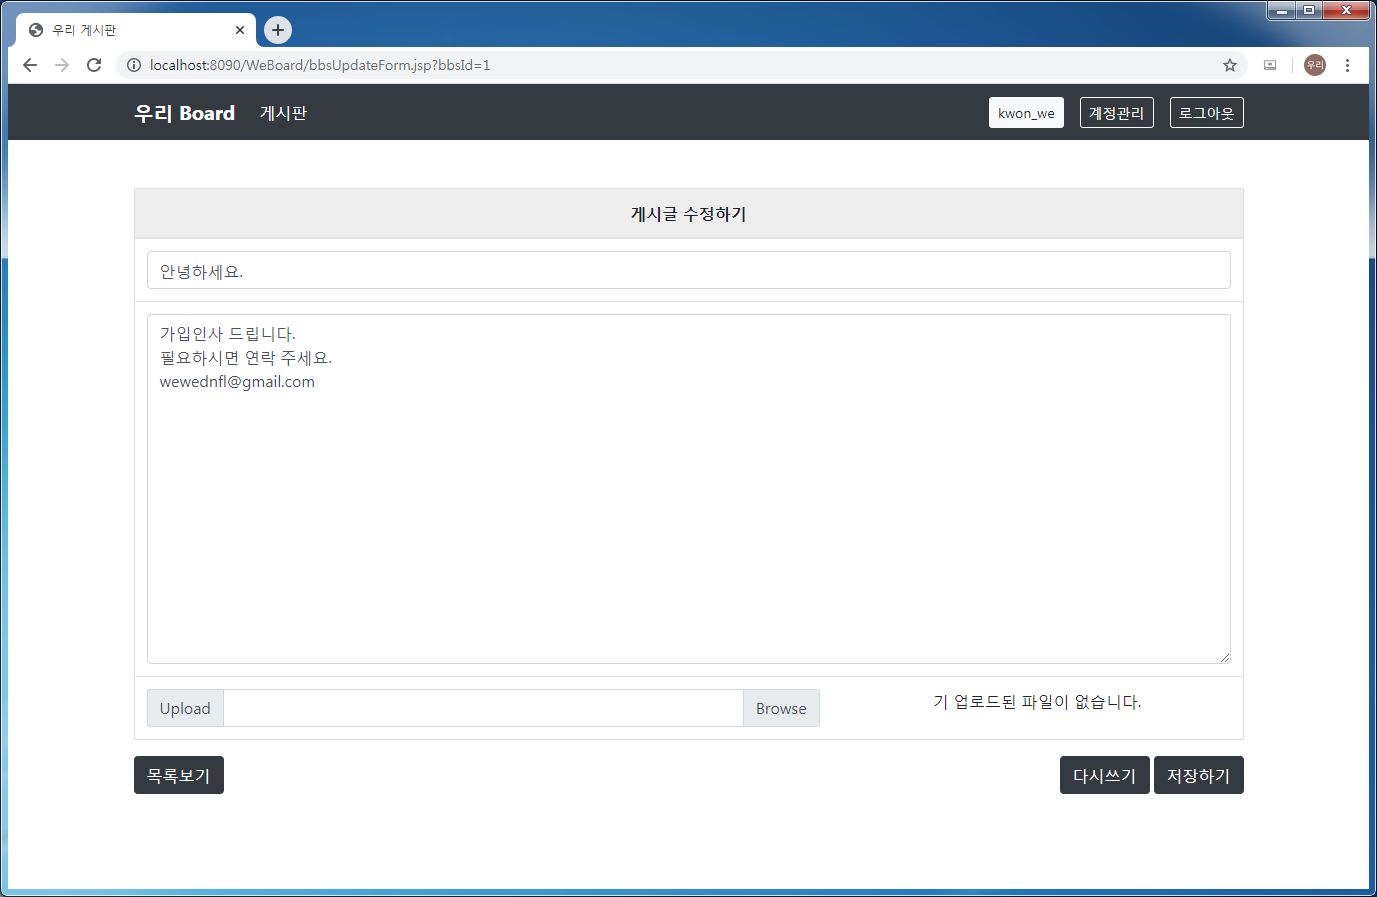 우리 게시판
localhost:8090/WeBoard/bbsUpdateForm.jsp?bbsId=1
우리
우리 Board 게시판 kwon_we 계정관리 로그아웃
게시글 수정하기
안녕하세요.
가입인사 드립니다.
필요하시면 연락 주세요.
wewednfl@gmail.com
Upload Browse 기 업로드된 파일이 없습니다.
목록보기 다시쓰기 저장하기